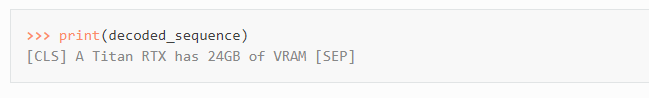 >>> print(decoded_sequence)
[CLS] A Titan RTX has 24GB of VRAM [SEP]